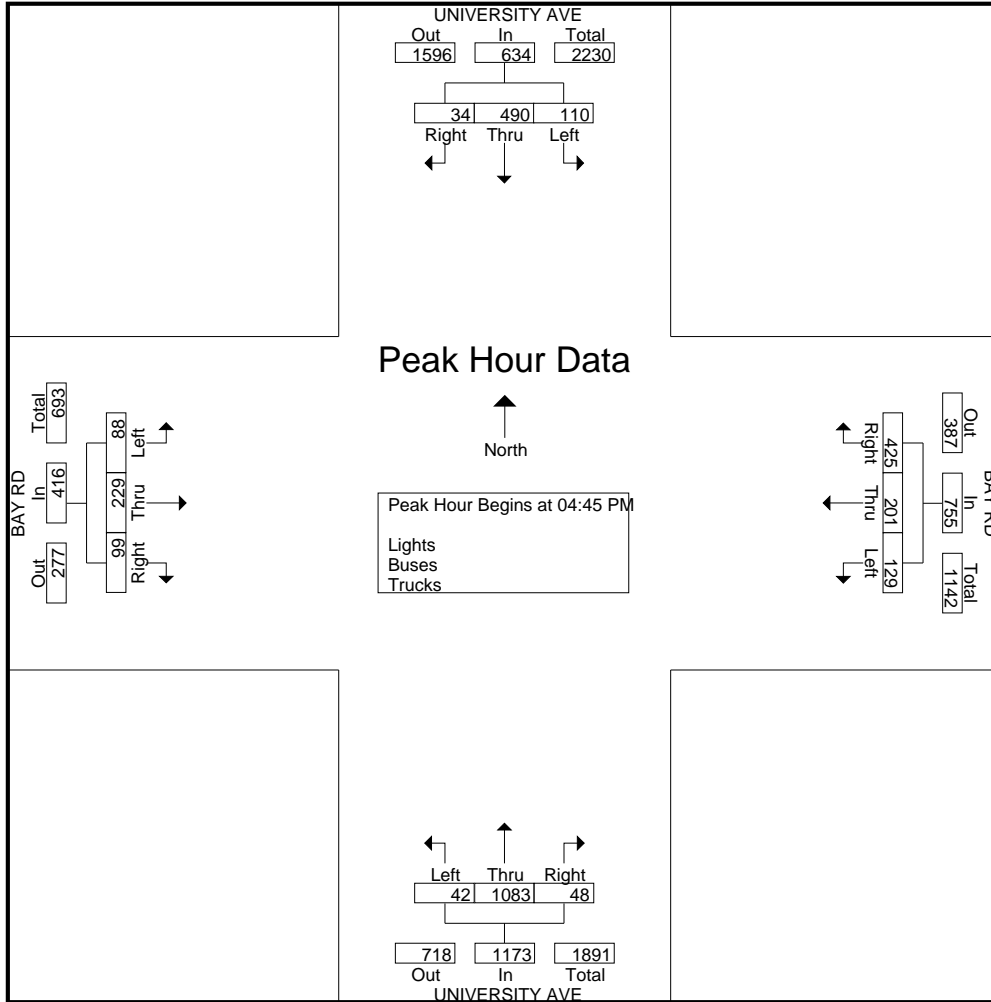 UNIVERSITY AVE
Out In Total
1596 634 2230
34 490 110
Right Thru Left
Peak Hour Data
North
Peak Hour Begins at 04:45 PM
Lights
Buses
Trucks
BAY RD
Out In Total
277 416 693
Right Thru Left
99 229 88
BAY RD
Out In Total
387 755 1142
425 201 129
Right Thru Left
Left Thru Right
42 1083 48
718 1173 1891
Out In Total
UNIVERSITY AVE